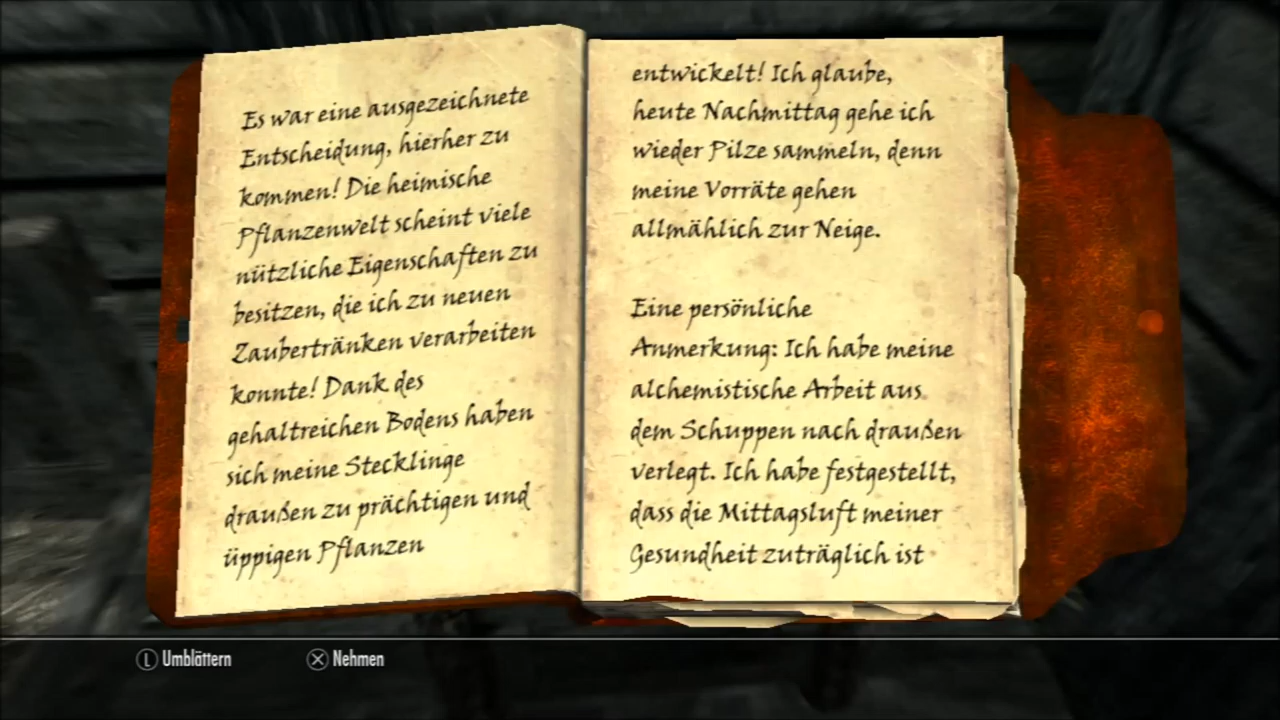 Es war eine ausgezeichnete
Entscheidung, hierher zu
kommen! Die heimische
Pflanzenwelt scheint viele
nützliche Eigenschaften zu
besitzen, die ich zu neuen
Zaubertränken verarbeiten
konnte! Dank des
gehaltreichen Bodens haben
sich meine Stecklinge
draußen zu prächtigen und
üppigen Pflanzen
entwickelt! Ich glaube,
heute Nachmittag gehe ich
wieder Pilze sammeln, denn
meine Vorräte gehen
allmählich zur Neige.
Eine persönliche
Anmerkung: Ich habe meine
alchemistische Arbeit aus
dem Schuppen nach draußen
verlegt. Ich habe festgestellt,
dass die Mittagsluft meiner
Gesundheit zuträglich ist
L Umblättern
X Nehmen